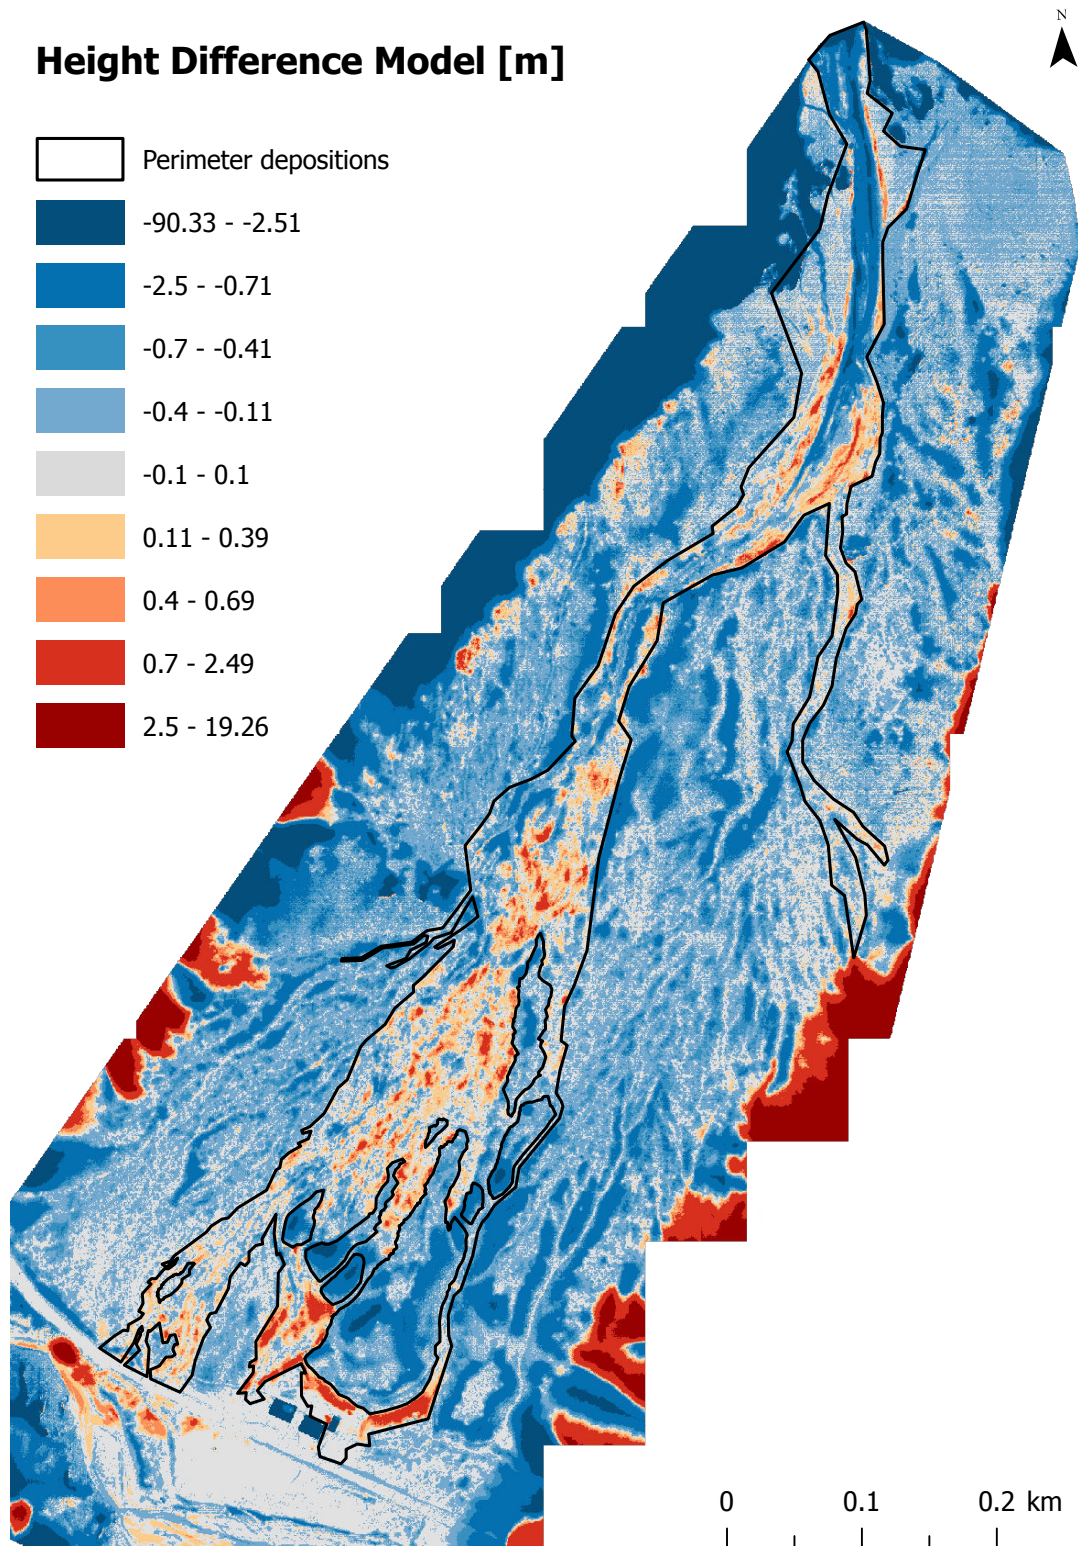 N
Height Difference Model [m]
Perimeter depositions
-90.33 - -2.51
-2.5 - -0.71
-0.7 - -0.41
-0.4 - -0.11
-0.1 - 0.1
0.11 - 0.39
0.4 - 0.69
0.7 - 2.49
2.5 - 19.26
0 0.1 0.2 km